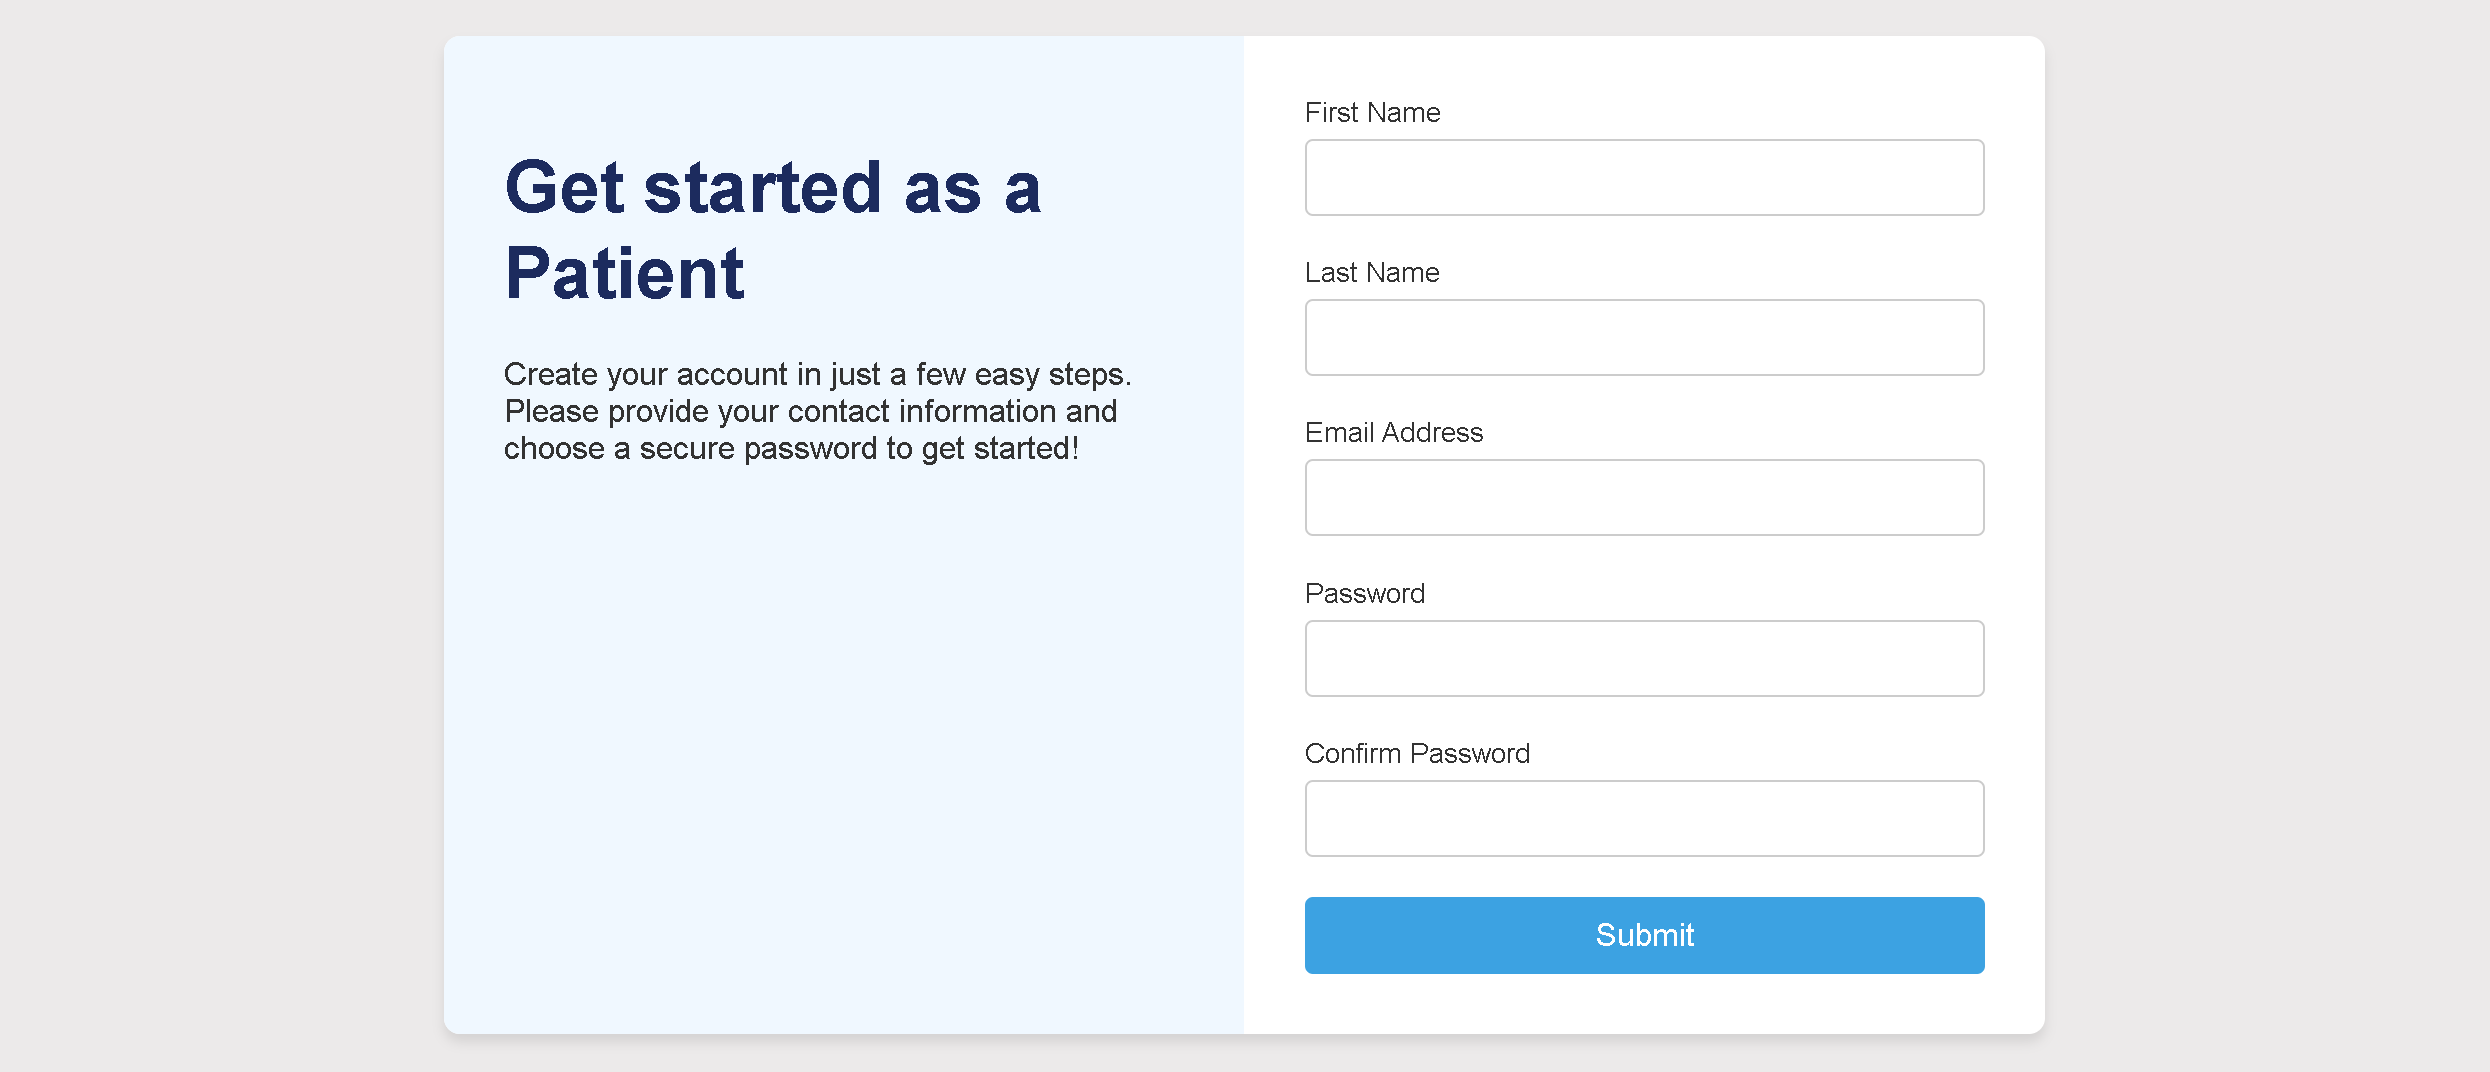 Get started as a
Patient
Create your account in just a few easy steps.
Please provide your contact information and
choose a secure password to get started!
First Name
Last Name
Email Address
Password
Confirm Password
Submit